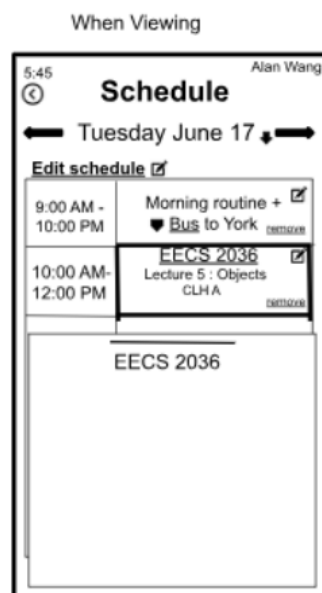 When Viewing
5:45
Alan Wang
Schedule
Tuesday June 17
Edit schedule
9:00 AM -
10:00 PM
Morning routine +
Bus to York
remove
10:00 AM-
12:00 PM
EECS 2036
Lecture 5 : Objects
CLH A
remove
EECS 2036